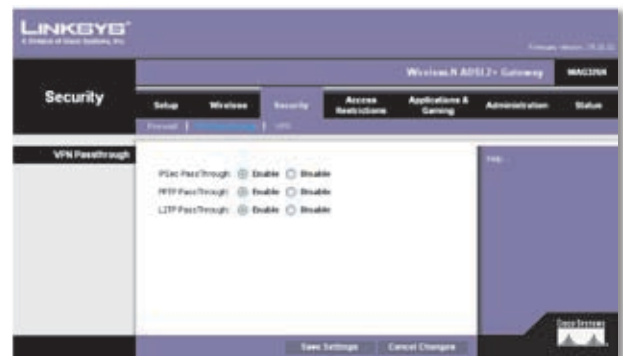 LINKSYS®
A Division of Cisco Systems, Inc.
Wireless-N ADSL2+ Gateway
WAG325N
Security
Setup
Wireless
Security
Access Restrictions
Applications & Gaming
Administration
Status
Firewall
VPN
VPN Passthrough
IPSec PassThrough: Enable Disable
PPTP PassThrough: Enable Disable
L2TP PassThrough: Enable Disable
Help...
Save Settings
Cancel Changes
Cisco Systems